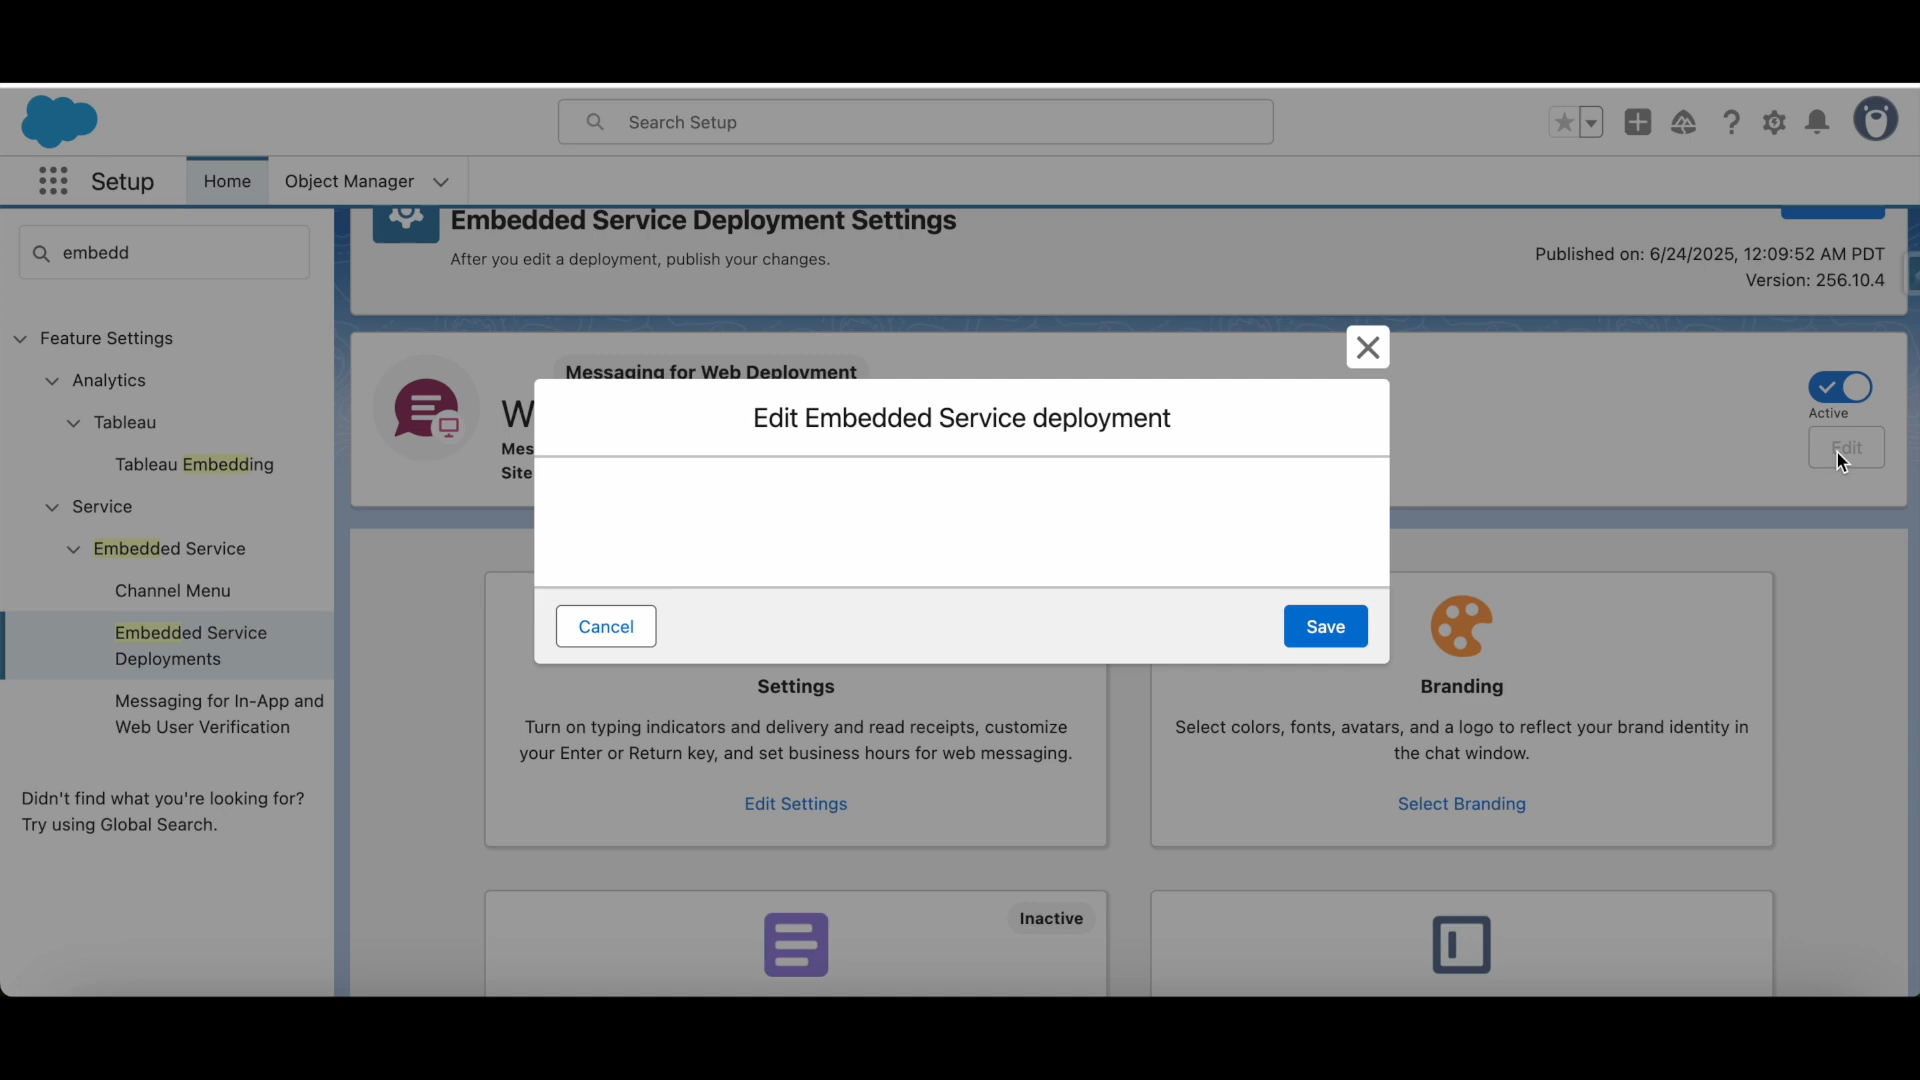 Search Setup
Setup
Home
Object Manager
embedd
Feature Settings
Analytics
Tableau
Tableau Embedding
Service
Embedded Service
Channel Menu
Embedded Service
Deployments
Messaging for In-App and
Web User Verification
Didn't find what you're looking for?
Try using Global Search.
Embedded Service Deployment Settings
After you edit a deployment, publish your changes.
Published on: 6/24/2025, 12:09:52 AM PDT
Version: 256.10.4
Messaging for Web Deployment
W
Mes
Site
Active
Edit
Edit Embedded Service deployment
Cancel
Save
Settings
Turn on typing indicators and delivery and read receipts, customize
your Enter or Return key, and set business hours for web messaging.
Edit Settings
Branding
Select colors, fonts, avatars, and a logo to reflect your brand identity in
the chat window.
Select Branding
Inactive